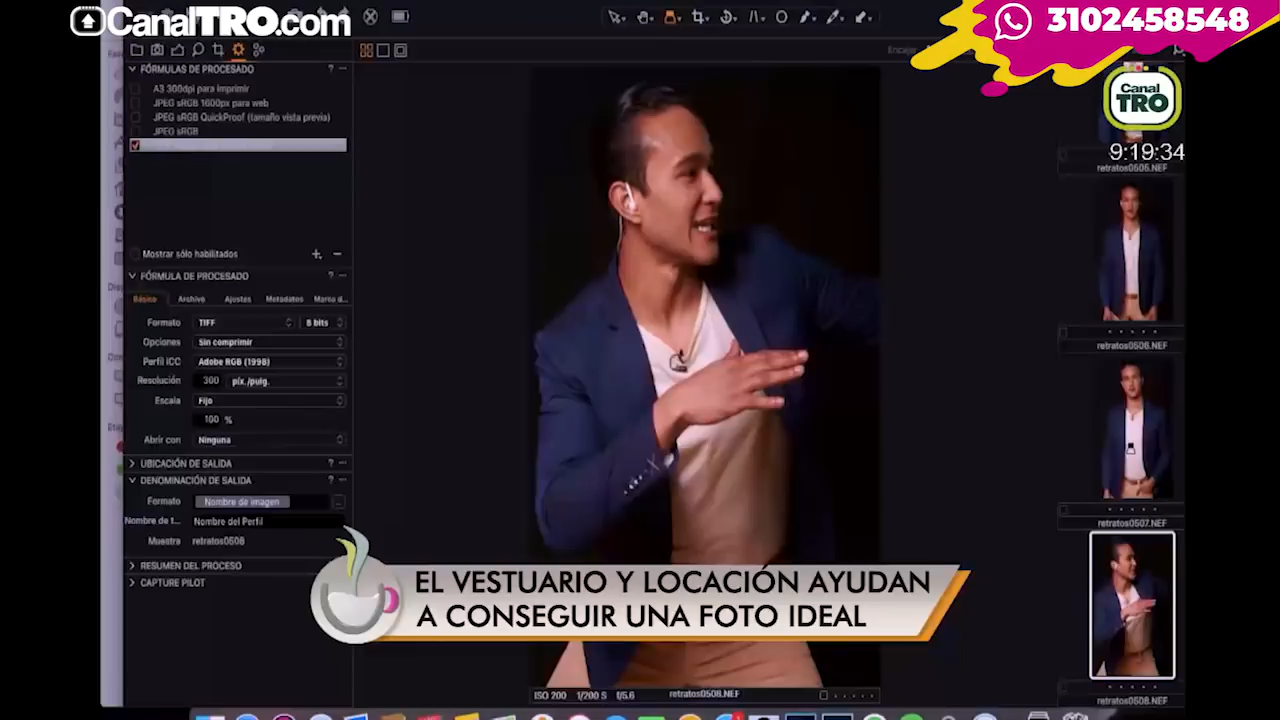 CanalTRO.com
3102458548
Canal
TRO
9:19:34
FÓRMULAS DE PROCESADO
A3 300dpi para imprimir
JPEG sRGB 1600px para web
JPEG sRGB QuickProof (tamaño vista previa)
JPEG sRGB
Mostrar sólo habilitados
FÓRMULA DE PROCESADO
Básico Archivo Ajustes Metadatos Marca d...
Formato TIFF 8 bits
Opciones Sin comprimir
Perfil ICC Adobe RGB (1998)
Resolución 300 píx./pulg.
Escala Fijo
100 %
Abrir con Ninguna
UBICACIÓN DE SALIDA
DENOMINACIÓN DE SALIDA
Formato Nombre de imagen
Nombre de t... Nombre del Perfil
Muestra retratos0508
RESUMEN DEL PROCESO
CAPTURE PILOT
Encajar
retratos0505.NEF
retratos0506.NEF
retratos0507.NEF
retratos0508.NEF
EL VESTUARIO Y LOCACIÓN AYUDAN
A CONSEGUIR UNA FOTO IDEAL
ISO 200 1/200 S f/5.6 retratos0508.NEF